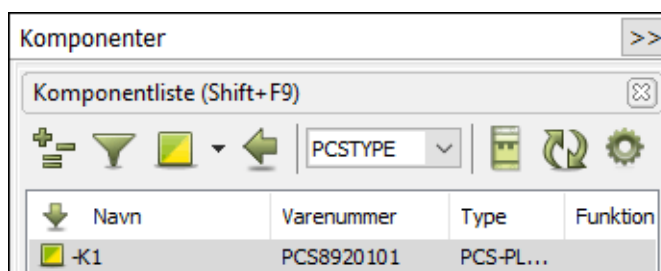 Komponenter >>
Komponentliste (Shift+F9)
PCSTYPE
Navn Varenummer Type Funktion
-K1 PCS8920101 PCS-PL...